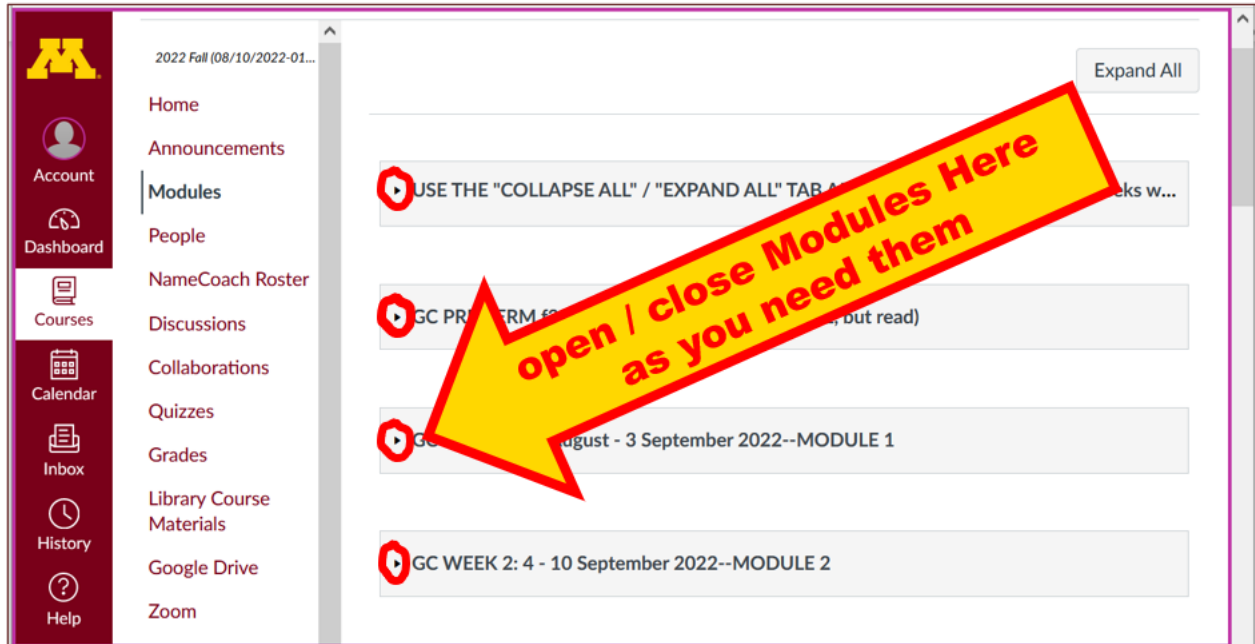 M
2022 Fall (08/10/2022-01...
Expand All
Home
Announcements
Account
Modules
USE THE "COLLAPSE ALL" / "EXPAND ALL" TAB eks w...
Dashboard
People
NameCoach Roster
Courses
Discussions
GC but read)
Collaborations
Calendar
Quizzes
Inbox
Grades
ugust - 3 September 2022--MODULE 1
Library Course
Materials
History
Google Drive
GC WEEK 2: 4 - 10 September 2022--MODULE 2
Help
Zoom
open / close Modules Here
as you need them